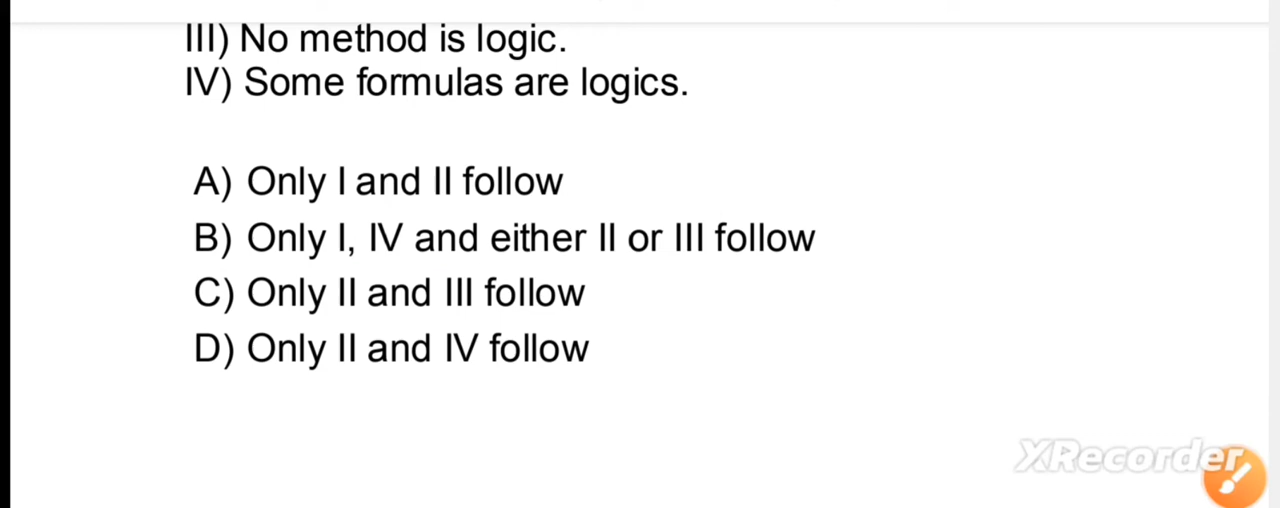 III) No method is logic.
IV) Some formulas are logics.
A) Only I and II follow
B) Only I, IV and either II or III follow
C) Only II and III follow
D) Only II and IV follow
XRecorder